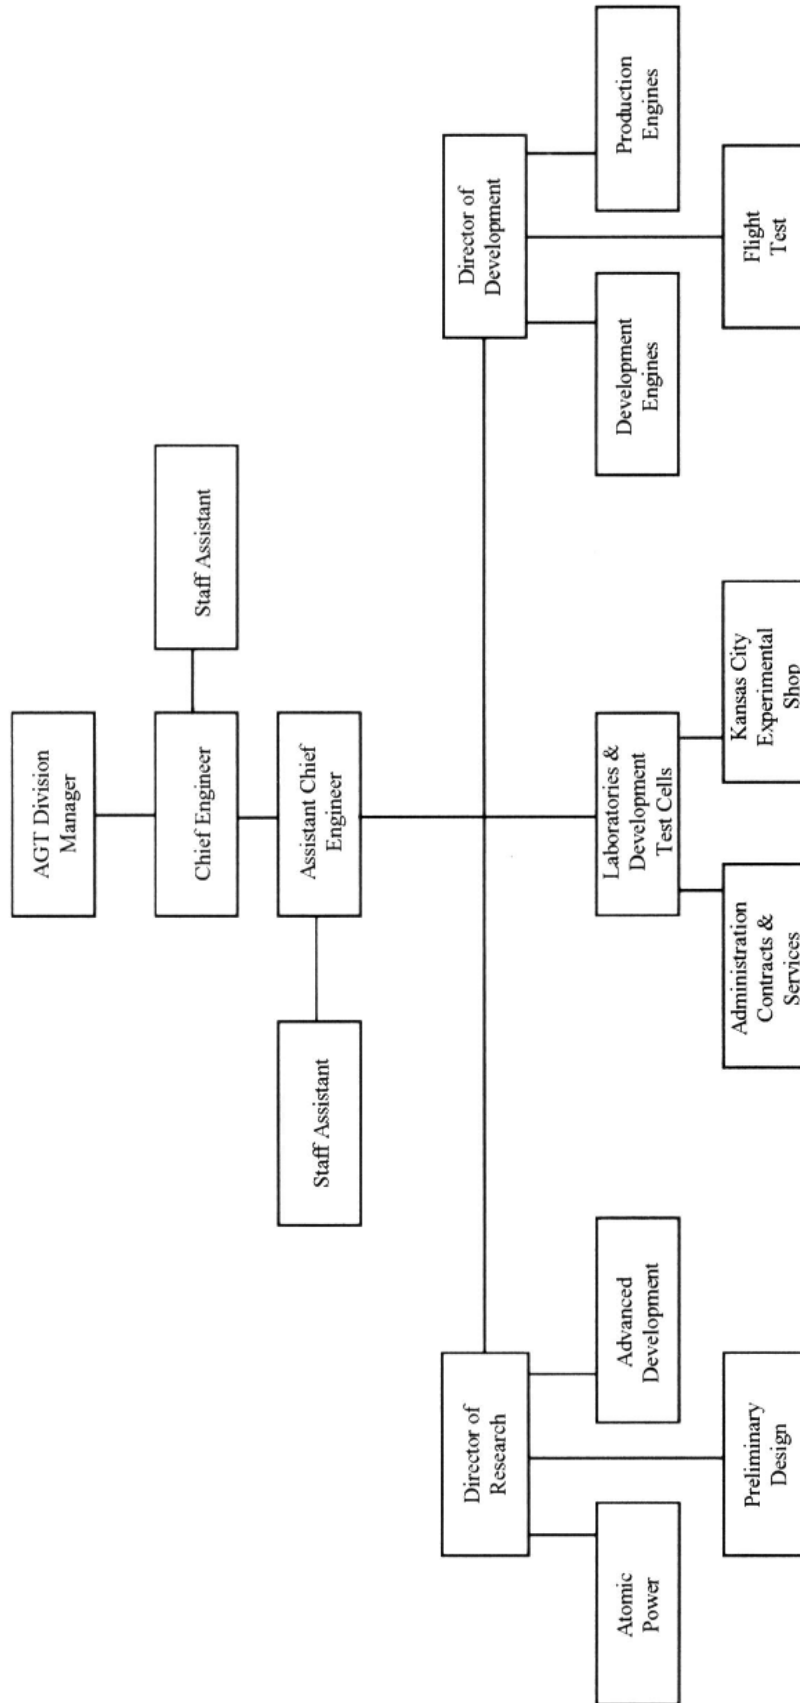 AGT Division
Manager
Chief Engineer
Staff Assistant
Staff Assistant
Assistant Chief
Engineer
Director of
Research
Director of
Development
Atomic
Power
Advanced
Development
Laboratories &
Development
Test Cells
Development
Engines
Production
Engines
Preliminary
Design
Administration
Contracts &
Services
Kansas City
Experimental
Shop
Flight
Test